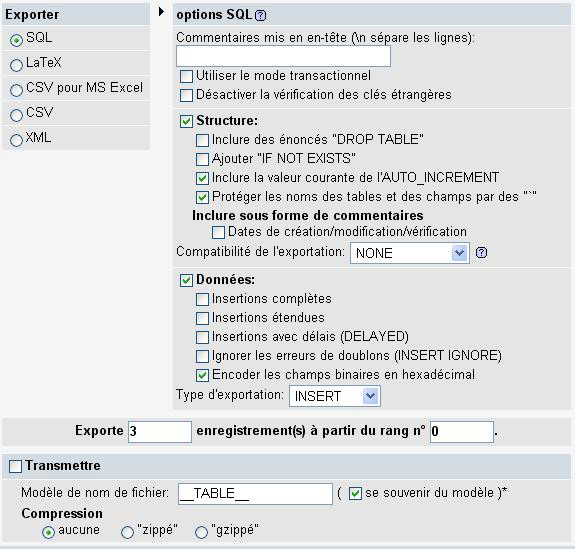 Exporter
SQL
LaTeX
CSV pour MS Excel
CSV
XML
options SQL
Commentaires mis en en-tête (\n sépare les lignes):
Utiliser le mode transactionnel
Désactiver la vérification des clés étrangères
Structure:
Inclure des énoncés "DROP TABLE"
Ajouter "IF NOT EXISTS"
Inclure la valeur courante de l'AUTO_INCREMENT
Protéger les noms des tables et des champs par des "`"
Inclure sous forme de commentaires
Dates de création/modification/vérification
Compatibilité de l'exportation: NONE
Données:
Insertions complètes
Insertions étendues
Insertions avec délais (DELAYED)
Ignorer les erreurs de doublons (INSERT IGNORE)
Encoder les champs binaires en hexadécimal
Type d'exportation: INSERT
Exporte 3 enregistrement(s) à partir du rang n° 0.
Transmettre
Modèle de nom de fichier: __TABLE__ ( se souvenir du modèle )*
Compression
aucune "zippé" "gzippé"